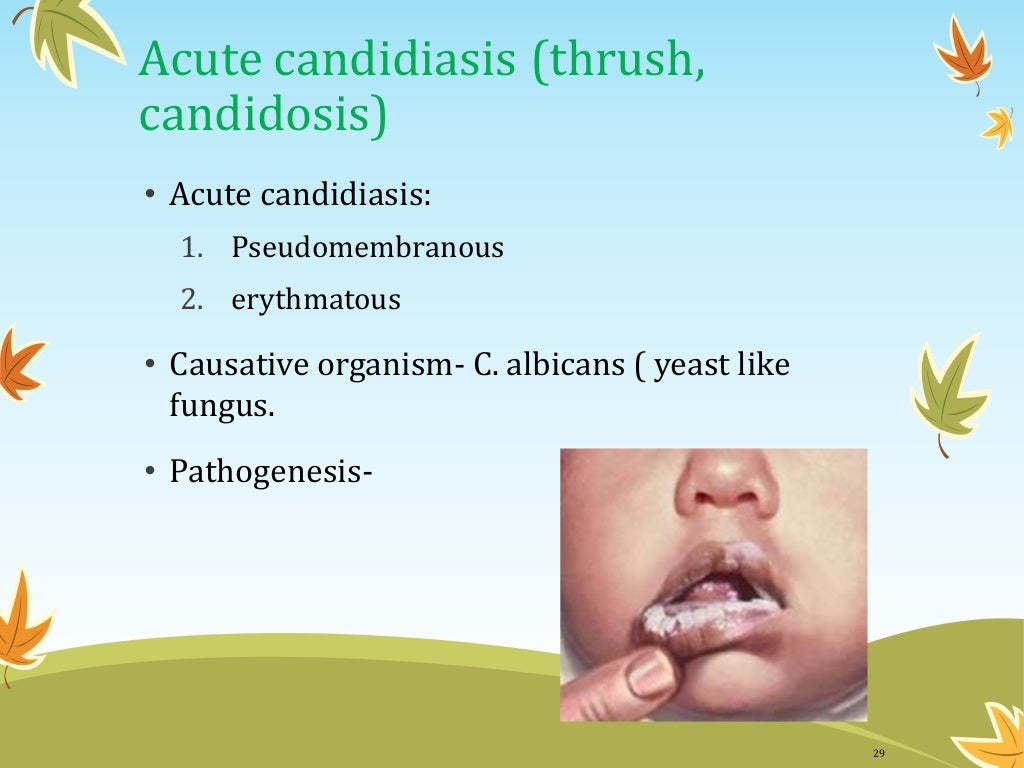 Acute candidiasis (thrush,
candidosis)
• Acute candidiasis:
1. Pseudomembranous
2. erythmatous
• Causative organism- C. albicans ( yeast like
fungus.
• Pathogenesis-
29